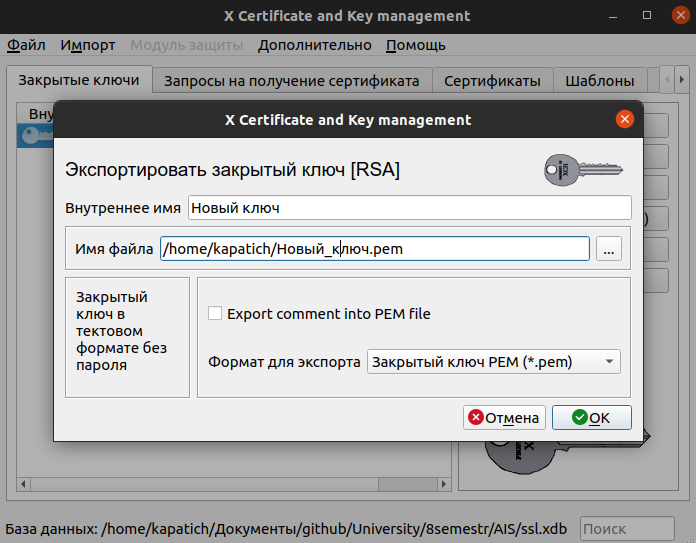 X Certificate and Key management
Файл Импорт Модуль защиты Дополнительно Помощь
Закрытые ключи Запросы на получение сертификата Сертификаты Шаблоны
X Certificate and Key management
Экспортировать закрытый ключ [RSA]
Внутреннее имя Новый ключ
Имя файла /home/kapatich/Новый_ключ.pem ...
Закрытый
ключ в
тектовом
формате без
пароля
Export comment into PEM file
Формат для экспорта Закрытый ключ PEM (*.pem)
Отмена OK
База данных: /home/kapatich/Документы/github/University/8semestr/AIS/ssl.xdb Поиск